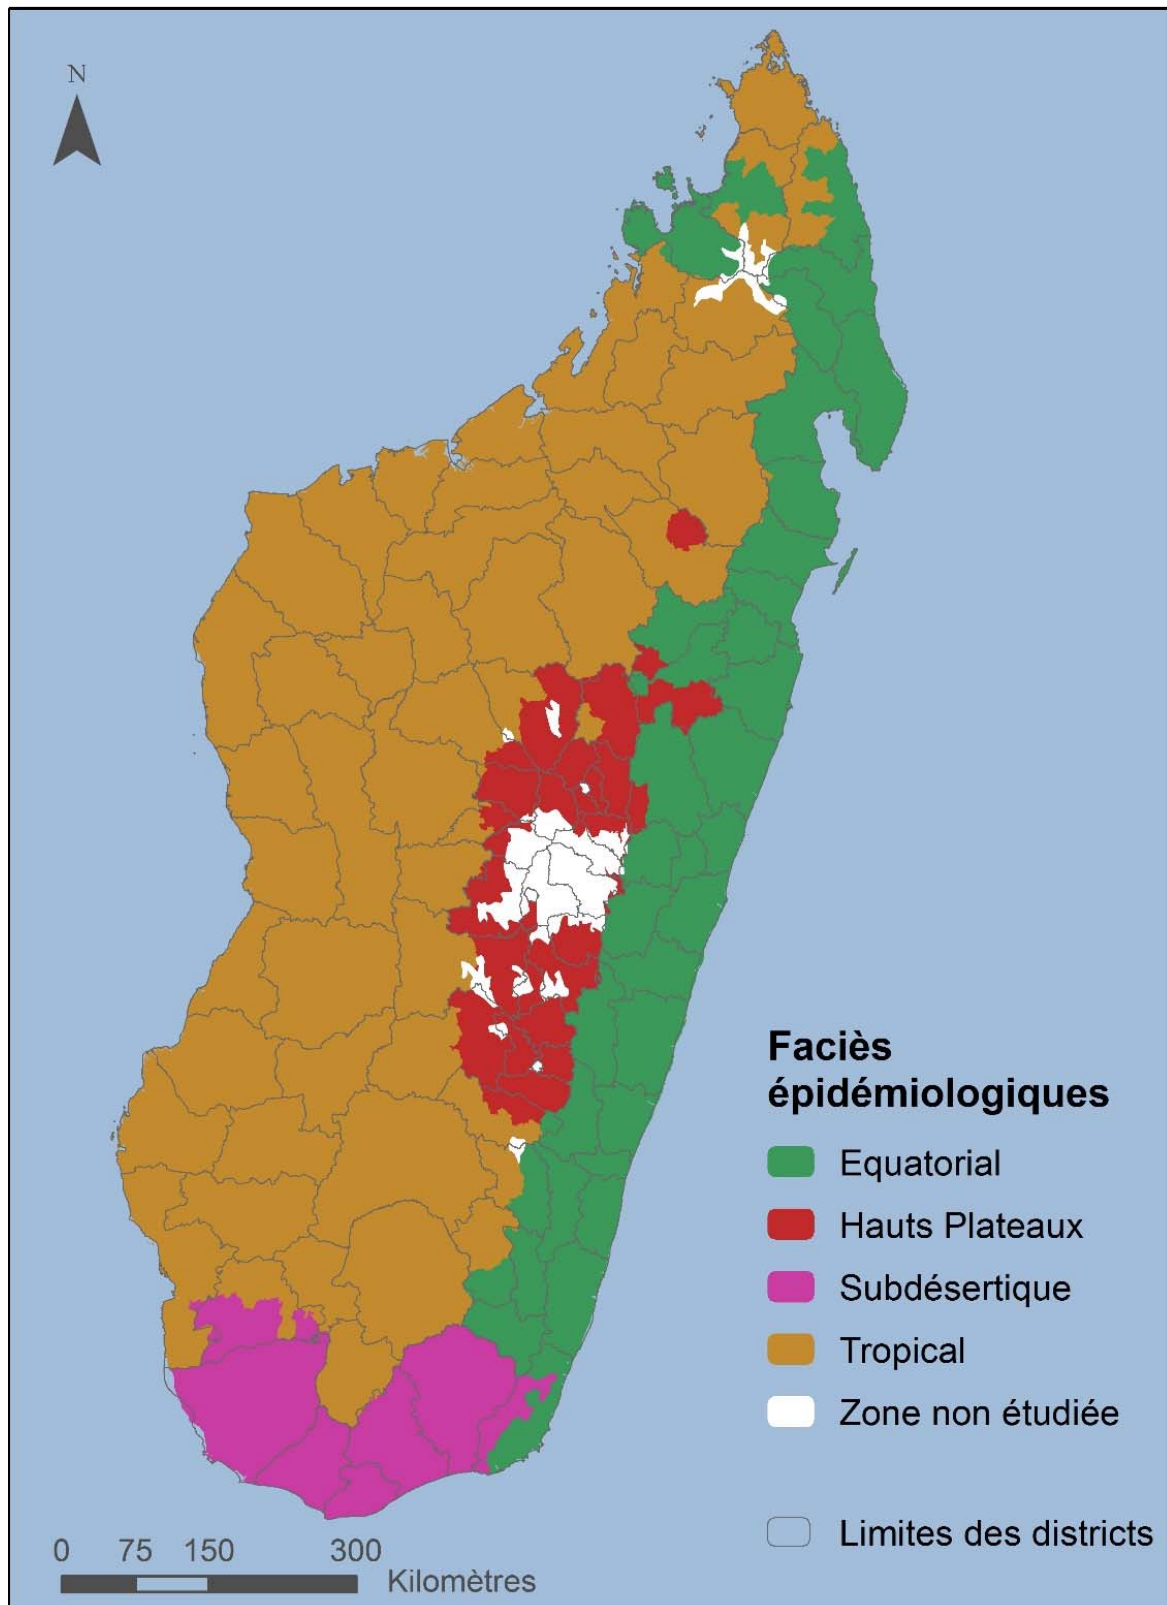 N
Faciès
épidémiologiques
Equatorial
Hauts Plateaux
Subdésertique
Tropical
Zone non étudiée
Limites des districts
0 75 150 300
Kilomètres